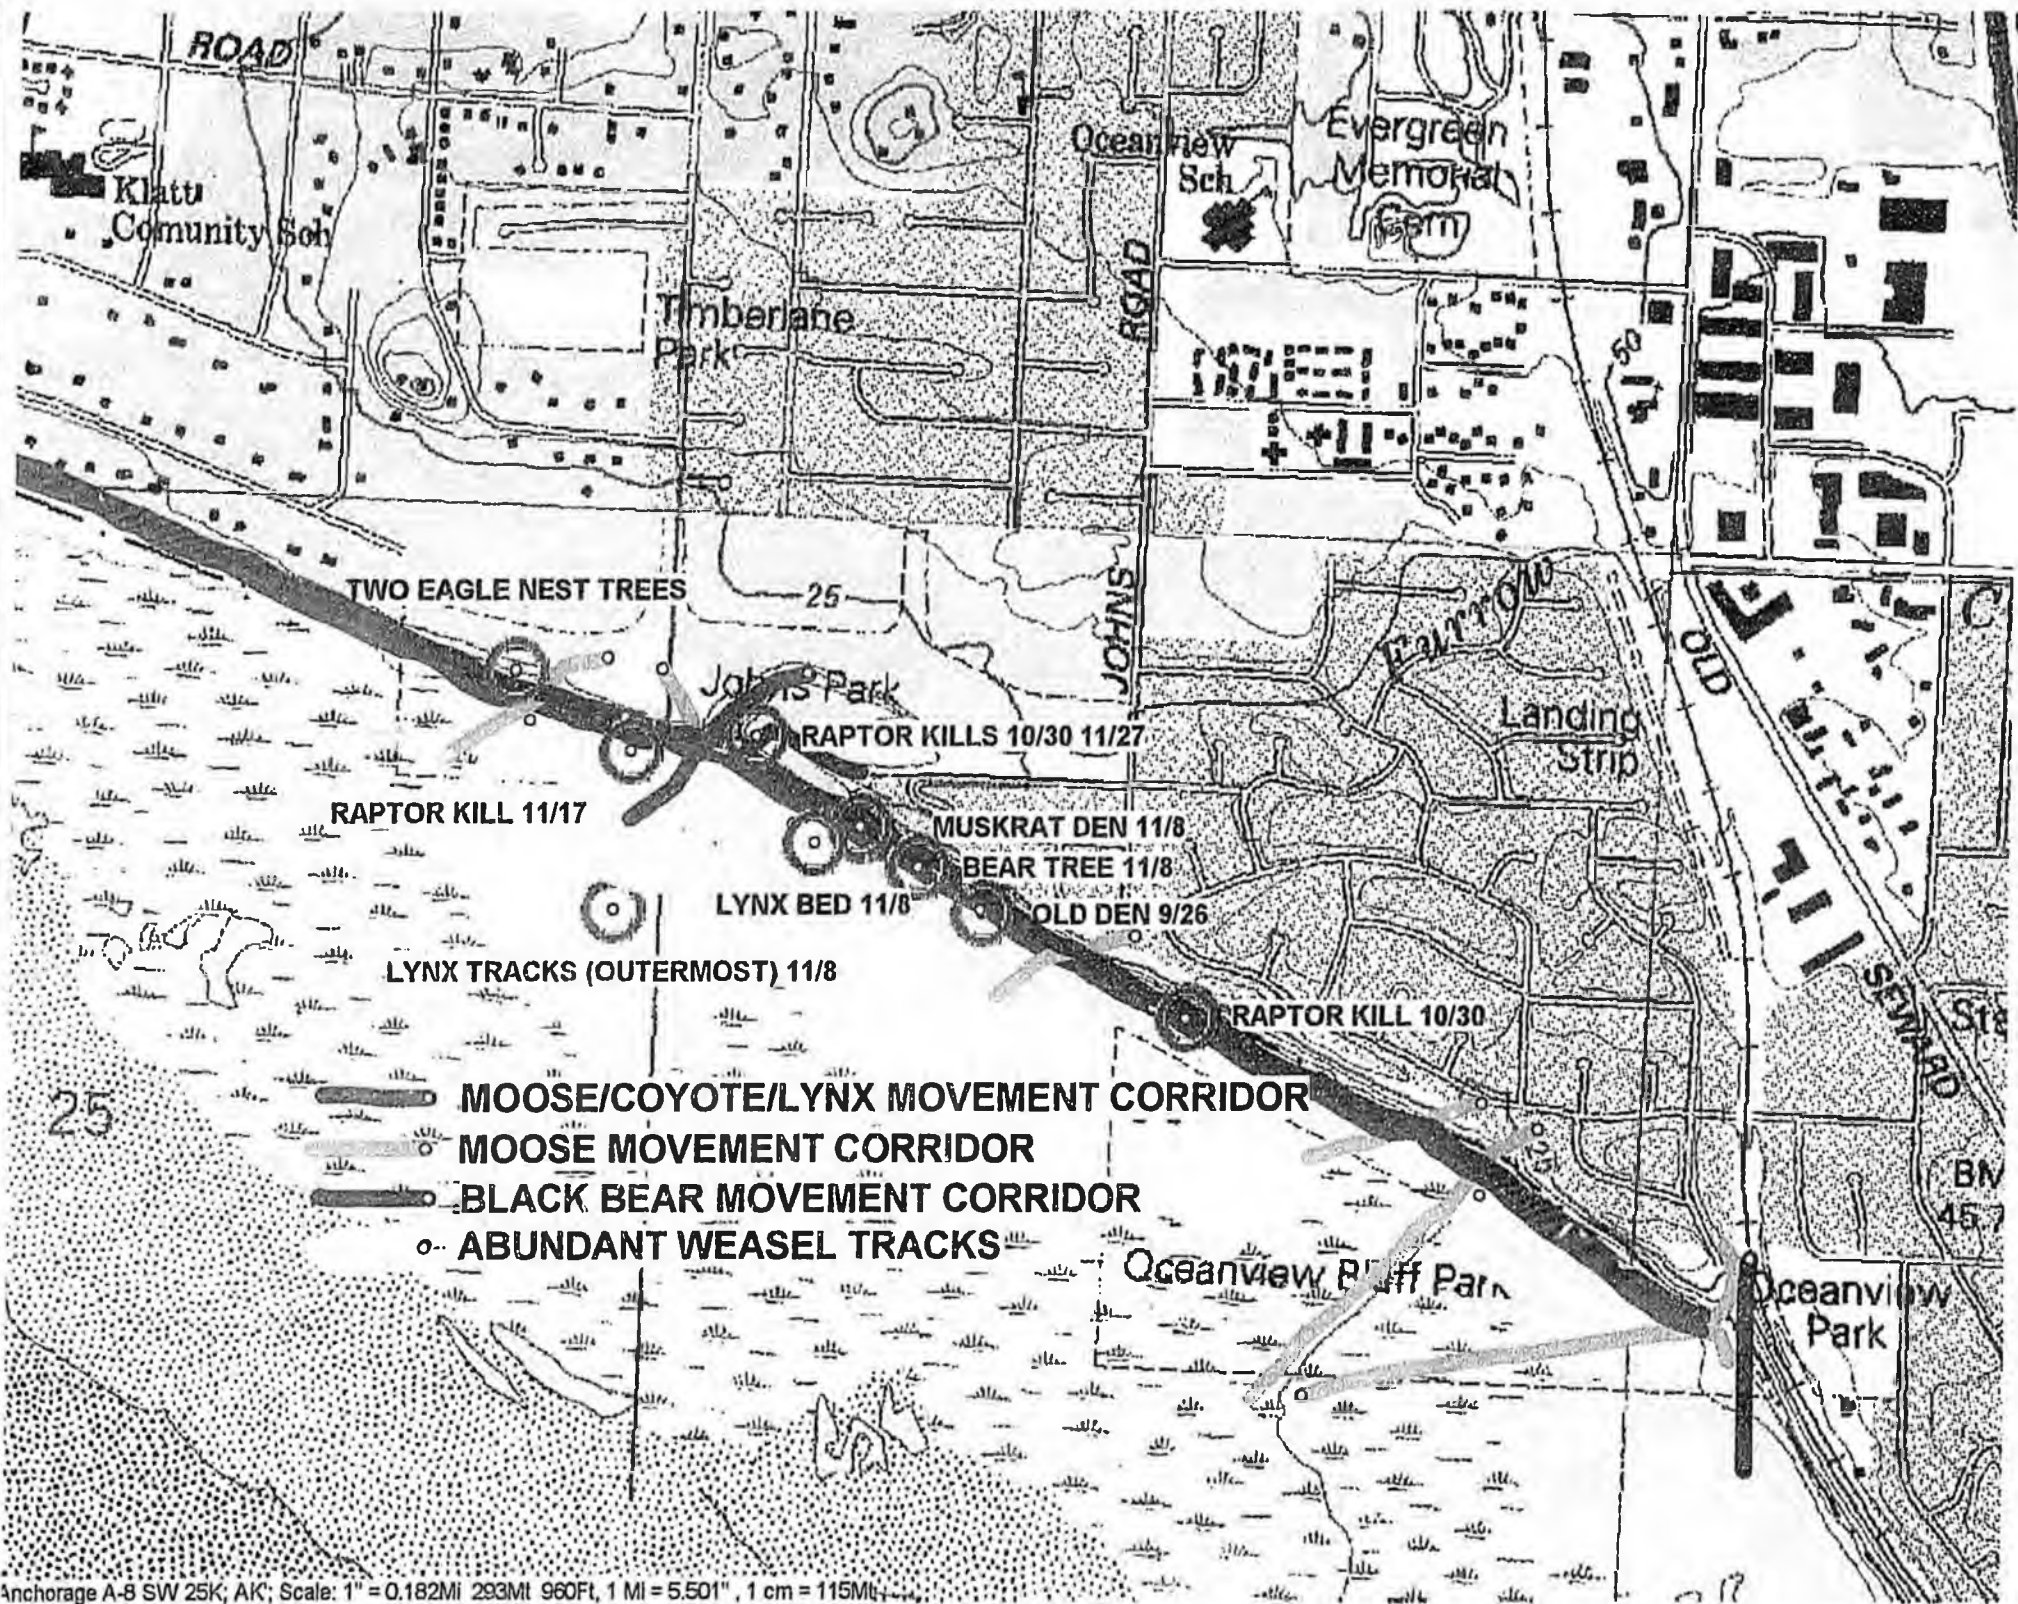 ROAD
Klatu
Comunity Sch
Oceanview
Sch
Evergreen
Memorial
Cem
Timberlane
Park
ROAD
50
TWO EAGLE NEST TREES
25
JOHNS
Furrow
OLD
C
Johns Park
Landing
Strip
RAPTOR KILLS 10/30 11/27
RAPTOR KILL 11/17
MUSKRAT DEN 11/8
BEAR TREE 11/8
LYNX BED 11/8
OLD DEN 9/26
LYNX TRACKS (OUTERMOST) 11/8
SEWARD
RAPTOR KILL 10/30
Sta
25
MOOSE/COYOTE/LYNX MOVEMENT CORRIDOR
MOOSE MOVEMENT CORRIDOR
25
BLACK BEAR MOVEMENT CORRIDOR
BM
45.7
ABUNDANT WEASEL TRACKS
Oceanview Bluff Park
Oceanview
Park
Anchorage A-8 SW 25K, AK; Scale: 1" = 0.182Mi 293Mt 960Ft, 1 Mi = 5.501", 1 cm = 115Mt